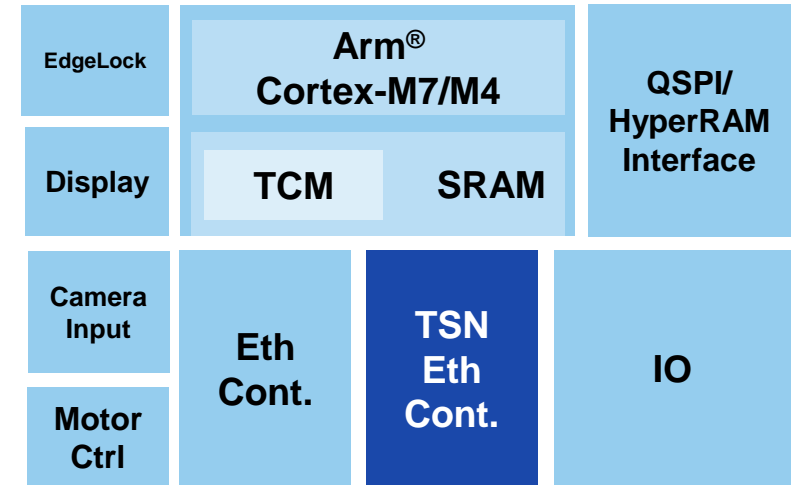 EdgeLock
Arm®
Cortex-M7/M4
QSPI/
HyperRAM
Interface
Display
TCM
SRAM
Camera
Input
Eth
Cont.
TSN
Eth
Cont.
IO
Motor
Ctrl